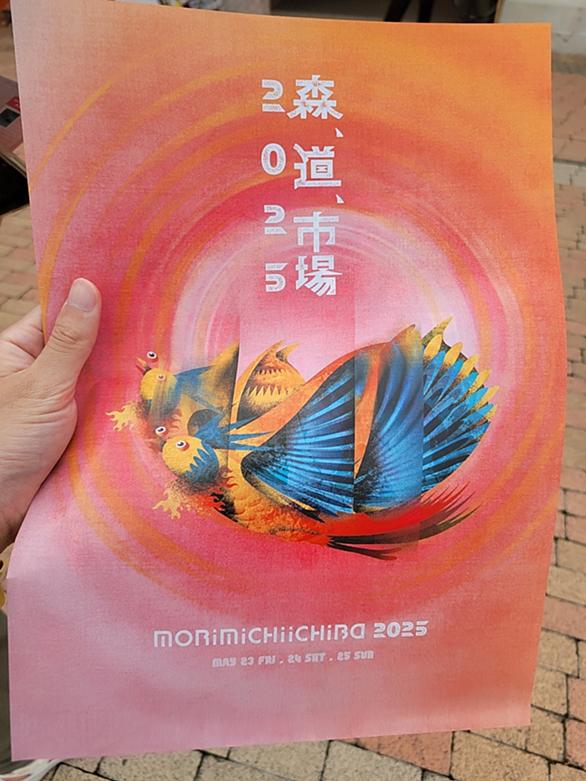 森、道、市場
2025
MORiMiCHiiCHiBA 2025
MAY 23 FRI . 24 SAT . 25 SUN